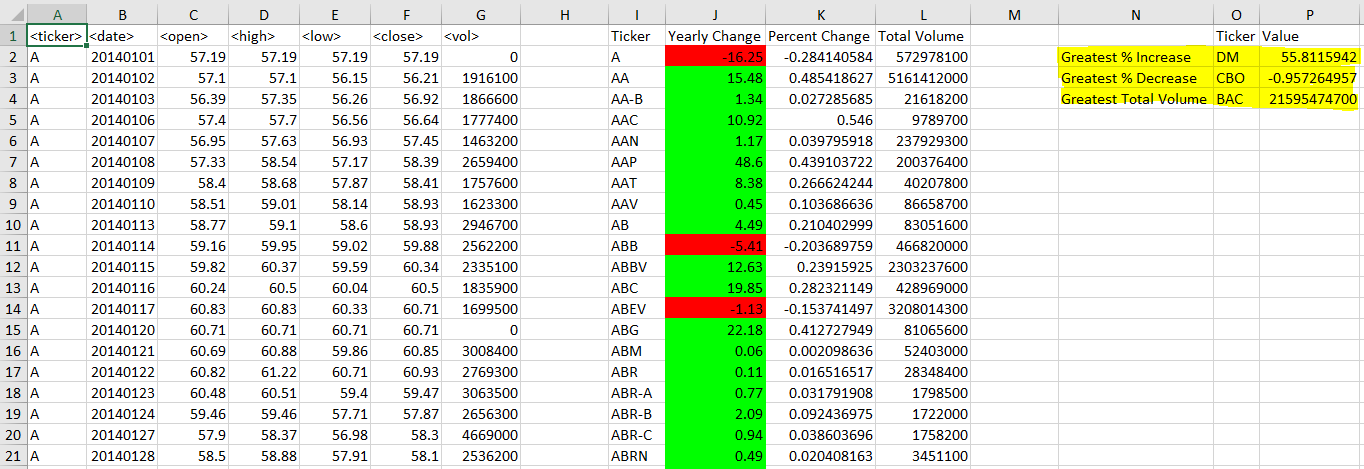 A B C D E F G H I J K L M N O P
1 <ticker> <date> <open> <high> <low> <close> <vol> Ticker Yearly Change Percent Change Total Volume Ticker Value
2 A 20140101 57.19 57.19 57.19 57.19 0 A -16.25 -0.284140584 572978100 Greatest % Increase DM 55.8115942
3 A 20140102 57.1 57.1 56.15 56.21 1916100 AA 15.48 0.485418627 5161412000 Greatest % Decrease CBO -0.957264957
4 A 20140103 56.39 57.35 56.26 56.92 1866600 AA-B 1.34 0.027285685 21618200 Greatest Total Volume BAC 21595474700
5 A 20140106 57.4 57.7 56.56 56.64 1777400 AAC 10.92 0.546 9789700
6 A 20140107 56.95 57.63 56.93 57.45 1463200 AAN 1.17 0.039795918 237929300
7 A 20140108 57.33 58.54 57.17 58.39 2659400 AAP 48.6 0.439103722 200376400
8 A 20140109 58.4 58.68 57.87 58.41 1757600 AAT 8.38 0.266624244 40207800
9 A 20140110 58.51 59.01 58.14 58.93 1623300 AAV 0.45 0.103686636 86658700
10 A 20140113 58.77 59.1 58.6 58.93 2946700 AB 4.49 0.210402999 83051600
11 A 20140114 59.16 59.95 59.02 59.88 2562200 ABB -5.41 -0.203689759 466820000
12 A 20140115 59.82 60.37 59.59 60.34 2335100 ABBV 12.63 0.23915925 2303237600
13 A 20140116 60.24 60.5 60.04 60.5 1835900 ABC 19.85 0.282321149 428969000
14 A 20140117 60.83 60.83 60.33 60.71 1699500 ABEV -1.13 -0.153741497 3208014300
15 A 20140120 60.71 60.71 60.71 60.71 0 ABG 22.18 0.412727949 81065600
16 A 20140121 60.69 60.88 59.86 60.85 3008400 ABM 0.06 0.002098636 52403000
17 A 20140122 60.82 61.22 60.71 60.93 2769300 ABR 0.11 0.016516517 28348400
18 A 20140123 60.48 60.51 59.4 59.47 3063500 ABR-A 0.77 0.031791908 1798500
19 A 20140124 59.46 59.46 57.71 57.87 2656300 ABR-B 2.09 0.092436975 1722000
20 A 20140127 57.9 58.37 56.98 58.3 4669000 ABR-C 0.94 0.038603696 1758200
21 A 20140128 58.5 58.88 57.91 58.1 2536200 ABRN 0.49 0.020408163 3451100